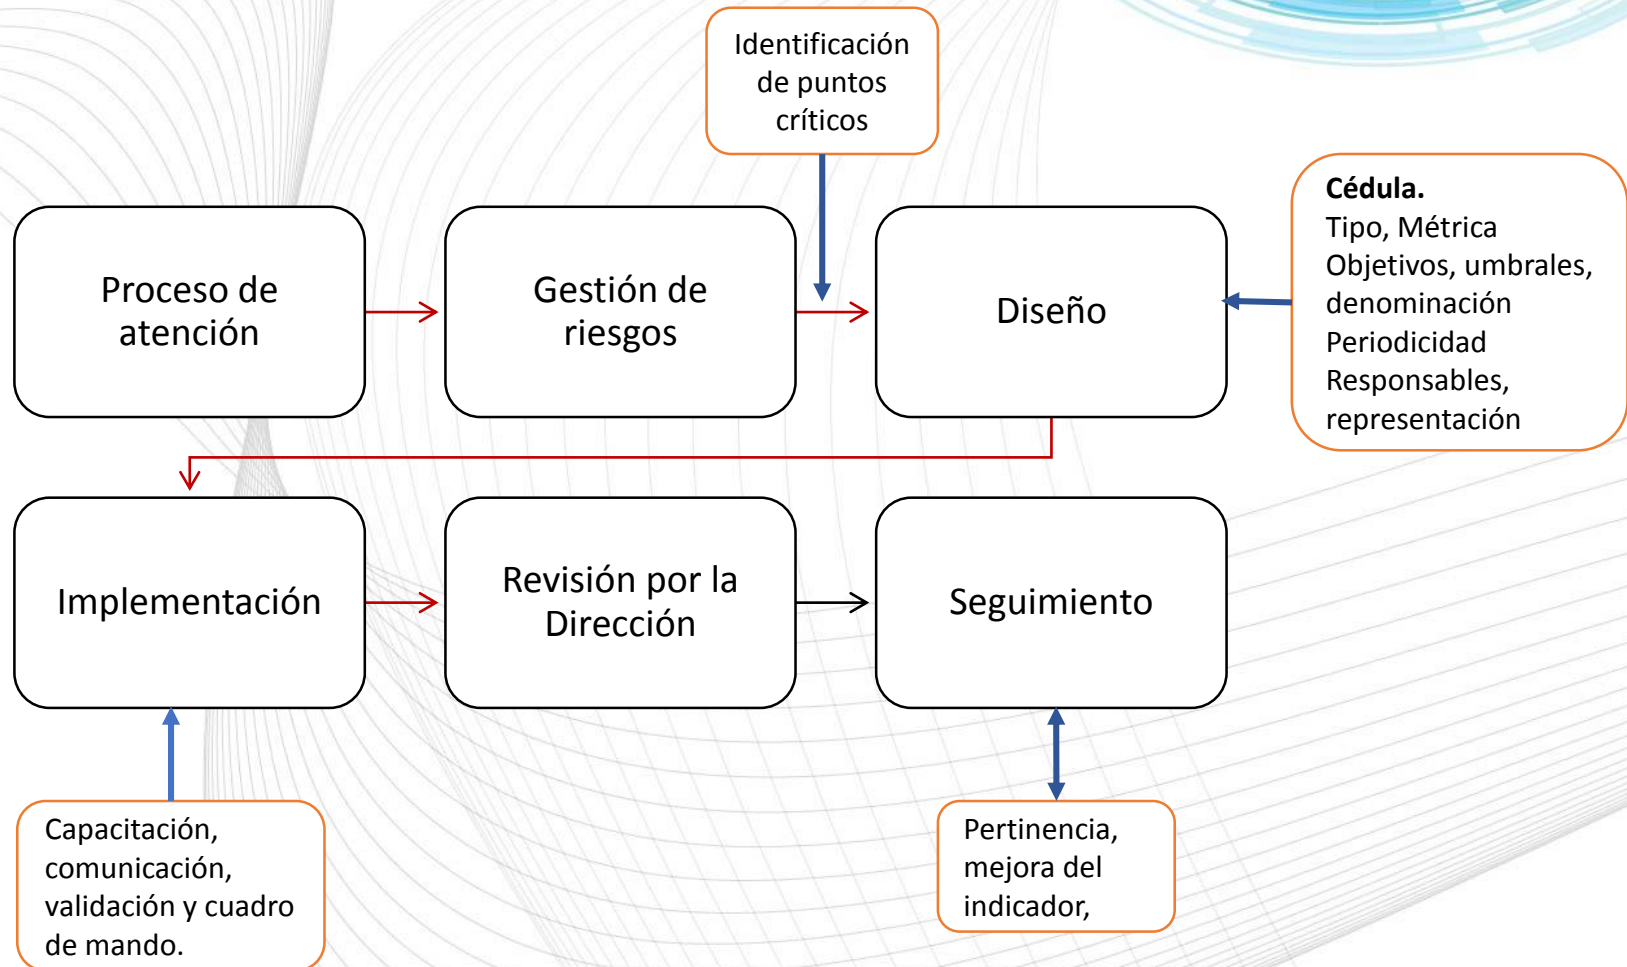 Identificación
de puntos
críticos
Cédula.
Tipo, Métrica
Objetivos, umbrales,
denominación
Periodicidad
Responsables,
representación
Proceso de
atención
Gestión de
riesgos
Diseño
Implementación
Revisión por la
Dirección
Seguimiento
Capacitación,
comunicación,
validación y cuadro
de mando.
Pertinencia,
mejora del
indicador,